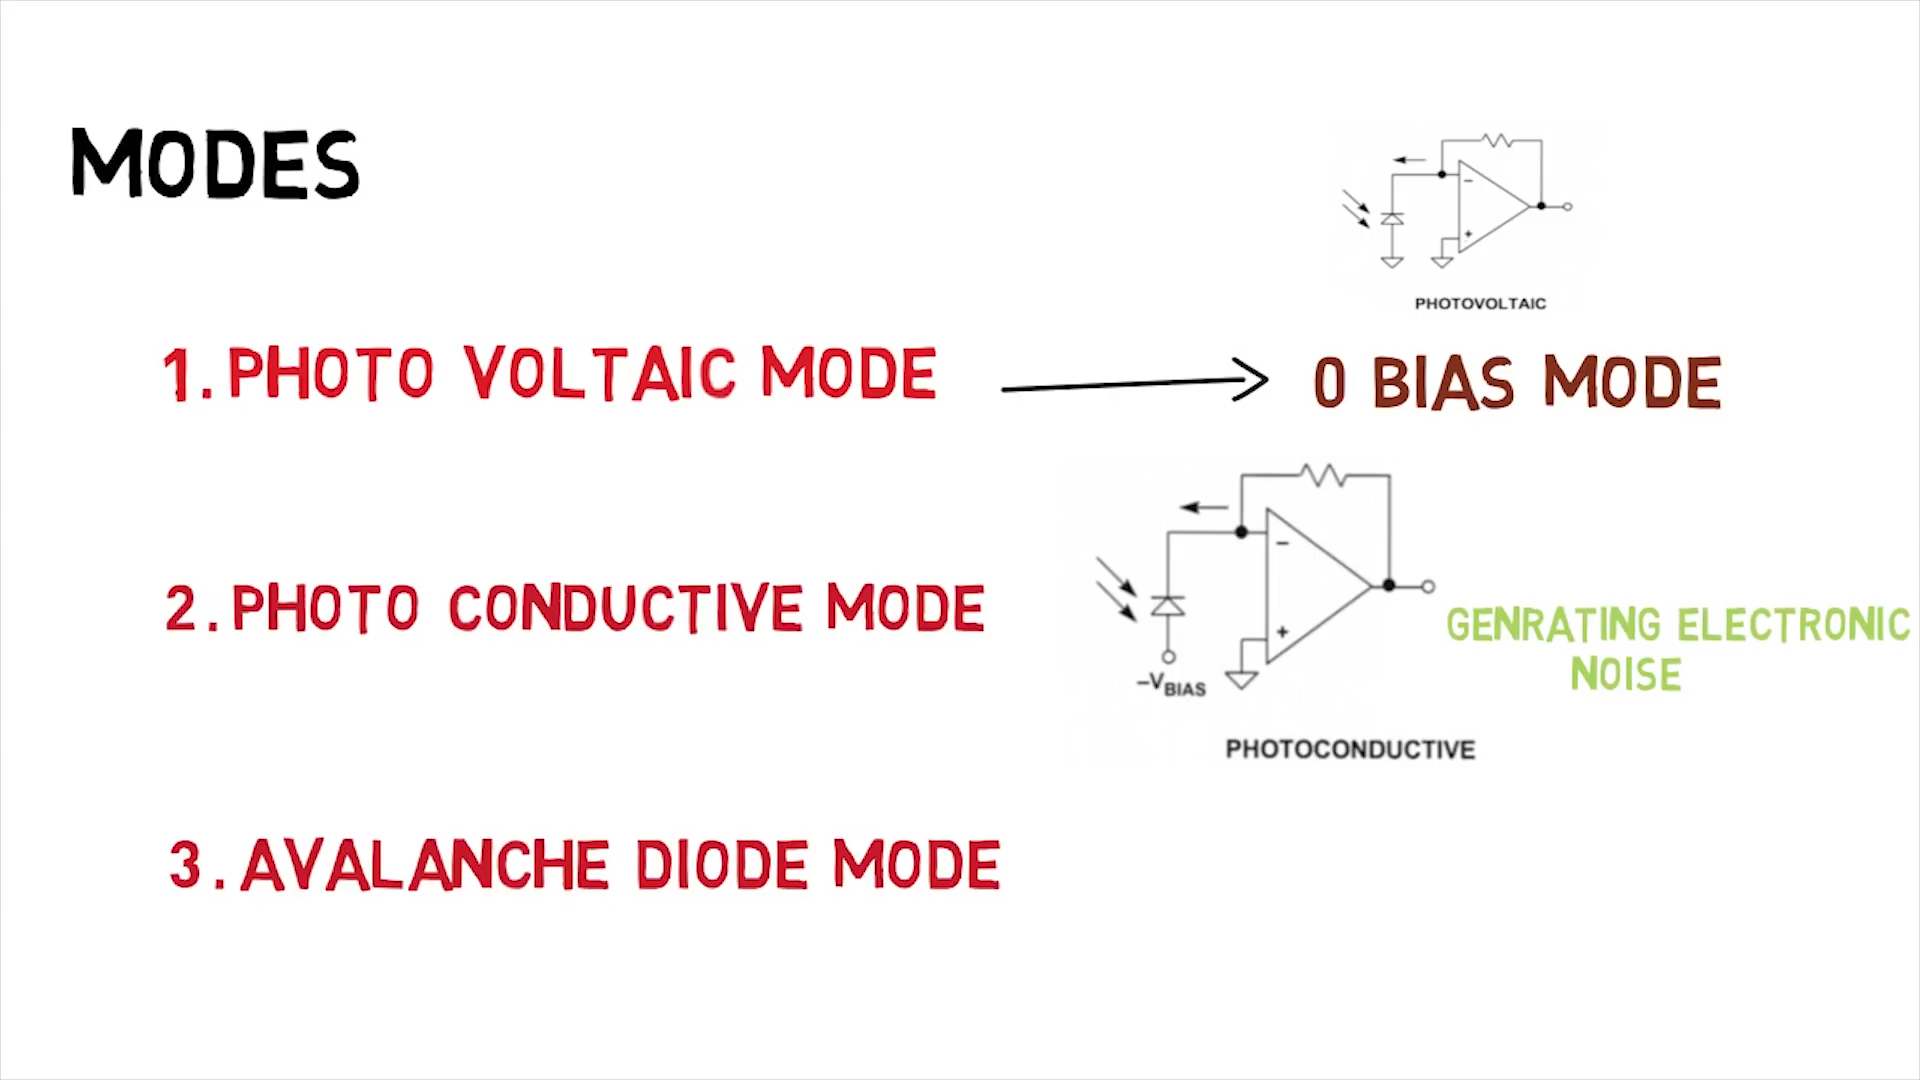 MODES
PHOTOVOLTAIC
1. PHOTO VOLTAIC MODE
0 BIAS MODE
2. PHOTO CONDUCTIVE MODE
−
+
−
+
–VBIAS
GENRATING ELECTRONIC
NOISE
PHOTOCONDUCTIVE
3. AVALANCHE DIODE MODE